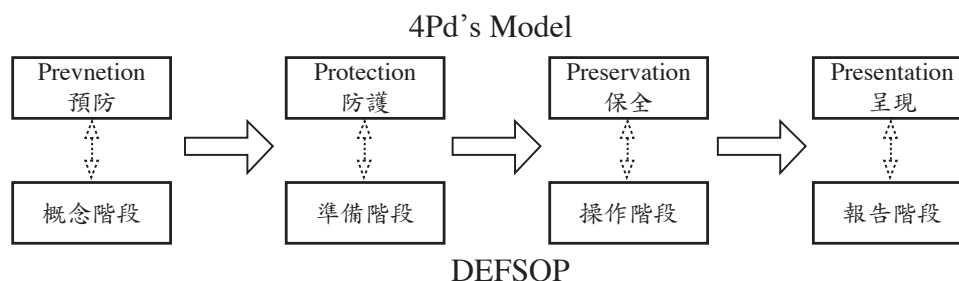 4Pd's Model
Prevnetion
預防
Protection
防護
Preservation
保全
Presentation
呈現
概念階段
準備階段
操作階段
報告階段
DEFSOP